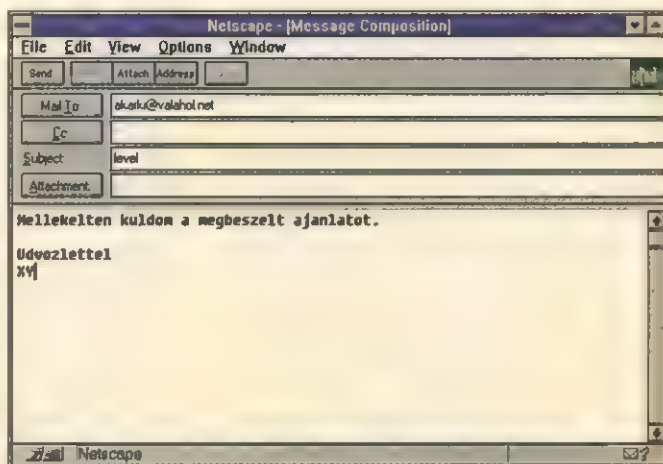 Netscape - [Message Composition]
File Edit View Options Window
Send Attach Address
Mail To akarki@valahol.net
Cc
Subject level
Attachment
Mellekelten kuldom a megbeszelt ajanlatot.
Udvozlettel
XY
Netscape